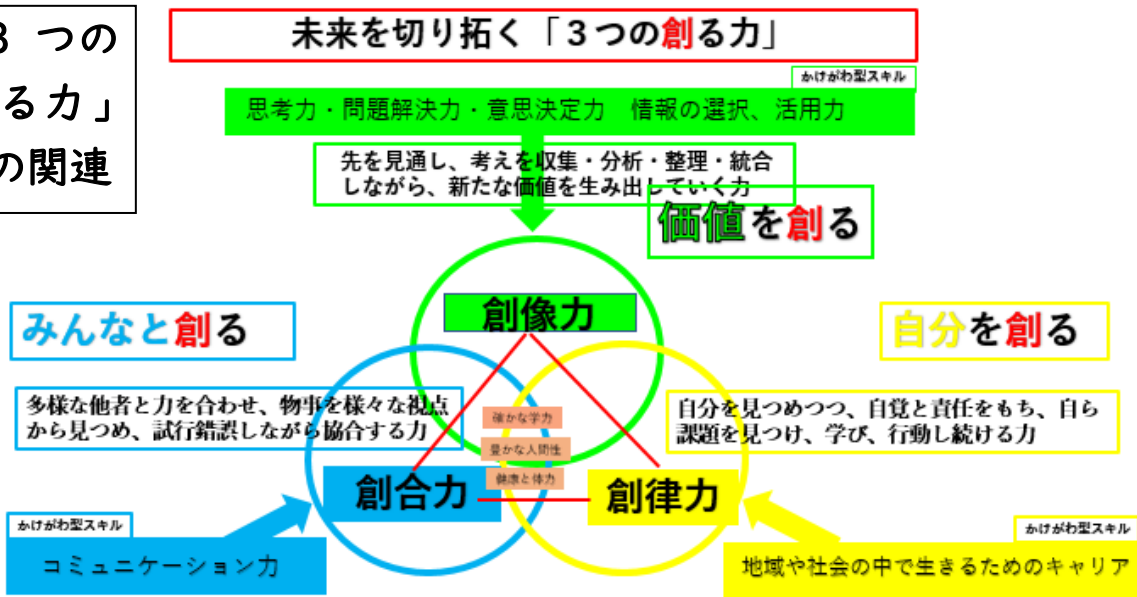 ３つの
る力」
の関連
未来を切り拓く「３つの創る力」
かけがわ型スキル
思考力・問題解決力・意思決定力　情報の選択、活用力
先を見通し、考えを収集・分析・整理・統合
しながら、新たな価値を生み出していく力
価値を創る
創像力
みんなと創る
自分を創る
多様な他者と力を合わせ、物事を様々な視点
から見つめ、試行錯誤しながら協合する力
自分を見つめつつ、自覚と責任をもち、自ら
課題を見つけ、学び、行動し続ける力
確かな学力
豊かな人間性
健康と体力
創合力
創律力
かけがわ型スキル
コミュニケーション力
かけがわ型スキル
地域や社会の中で生きるためのキャリア